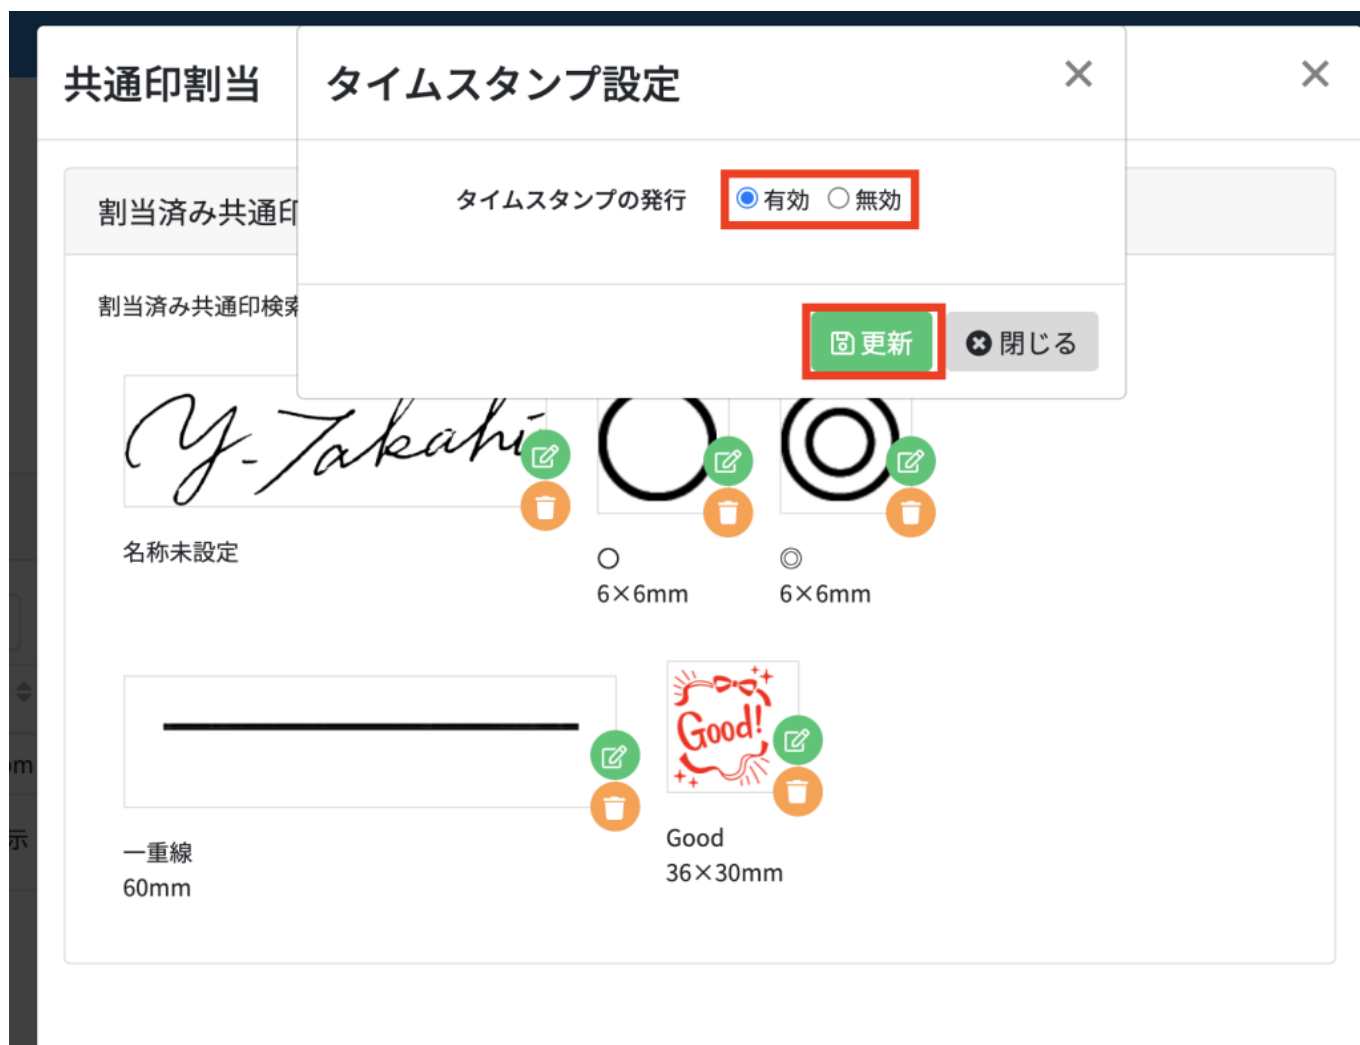 共通印割当
タイムスタンプ設定
タイムスタンプの発行
有効 無効
更新 閉じる
割当済み共通印
割当済み共通印検索
Y-Takahi
名称未設定
○
6×6mm
◎
6×6mm
一重線
60mm
Good!
Good
36×30mm
om
示